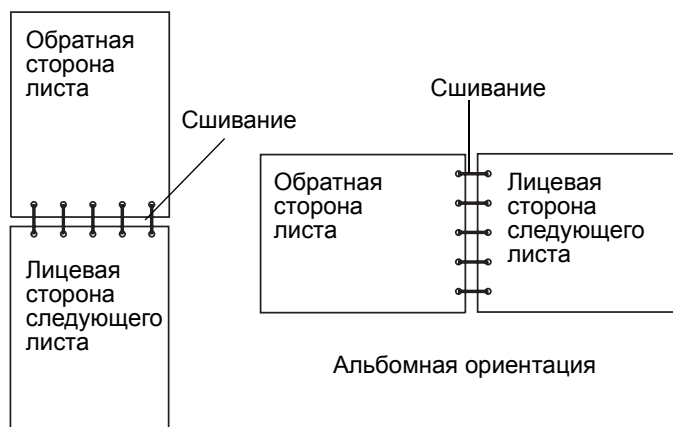 Обратная
сторона
листа
Сшивание
Лицевая
сторона
следующего
листа
Сшивание
Обратная
сторона
листа
Лицевая
сторона
следующего
листа
Альбомная ориентация